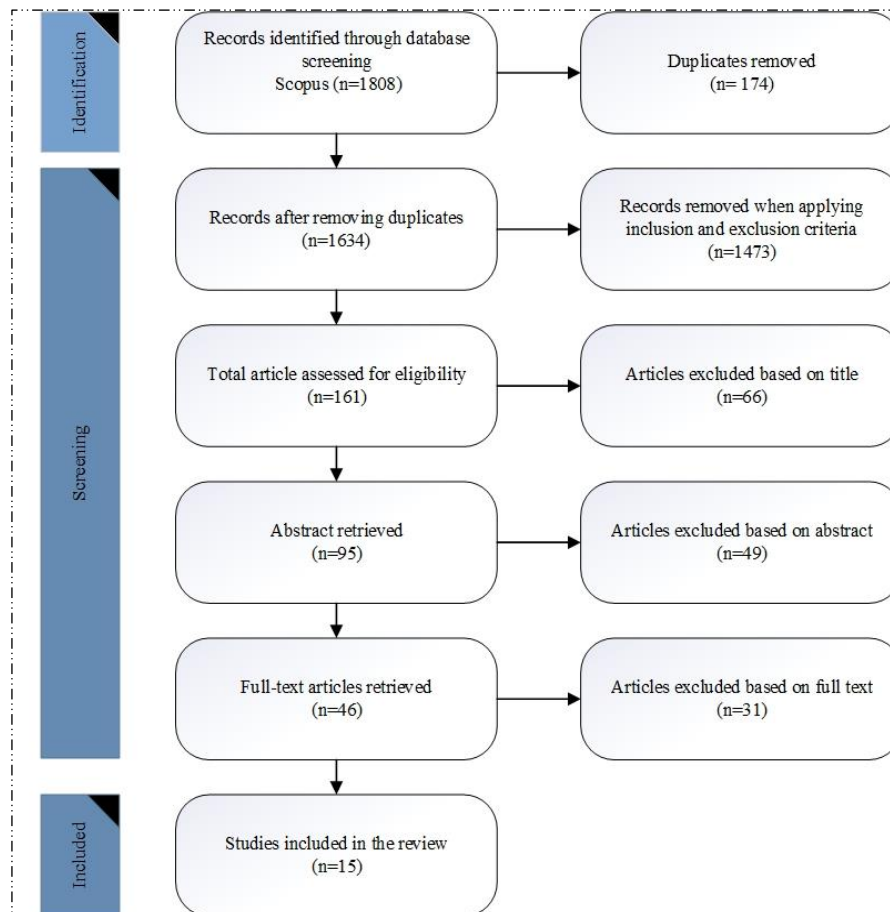 Identification
Records identified through database
screening
Scopus (n=1808)
Duplicates removed
(n= 174)
Screening
Records after removing duplicates
(n=1634)
Records removed when applying
inclusion and exclusion criteria
(n=1473)
Total article assessed for eligibility
(n=161)
Articles excluded based on title
(n=66)
Abstract retrieved
(n=95)
Articles excluded based on abstract
(n=49)
Full-text articles retrieved
(n=46)
Articles excluded based on full text
(n=31)
Included
Studies included in the review
(n=15)